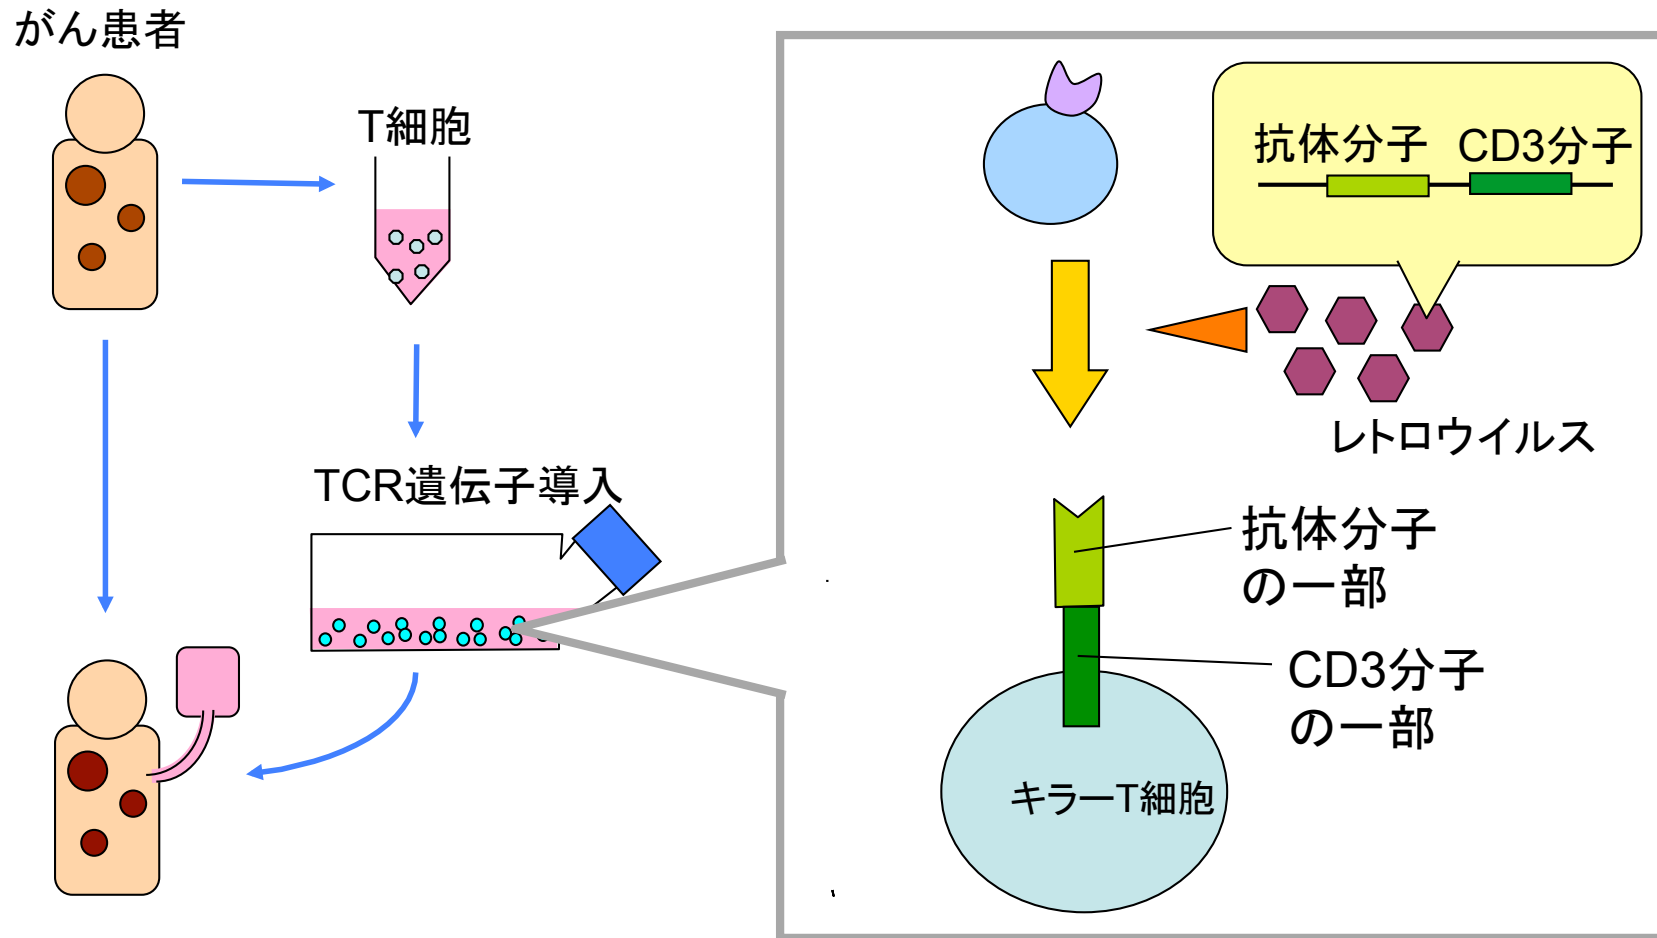 がん患者
T細胞
TCR遺伝子導入
抗体分子 CD3分子
レトロウイルス
抗体分子
の一部
CD3分子
の一部
キラーT細胞